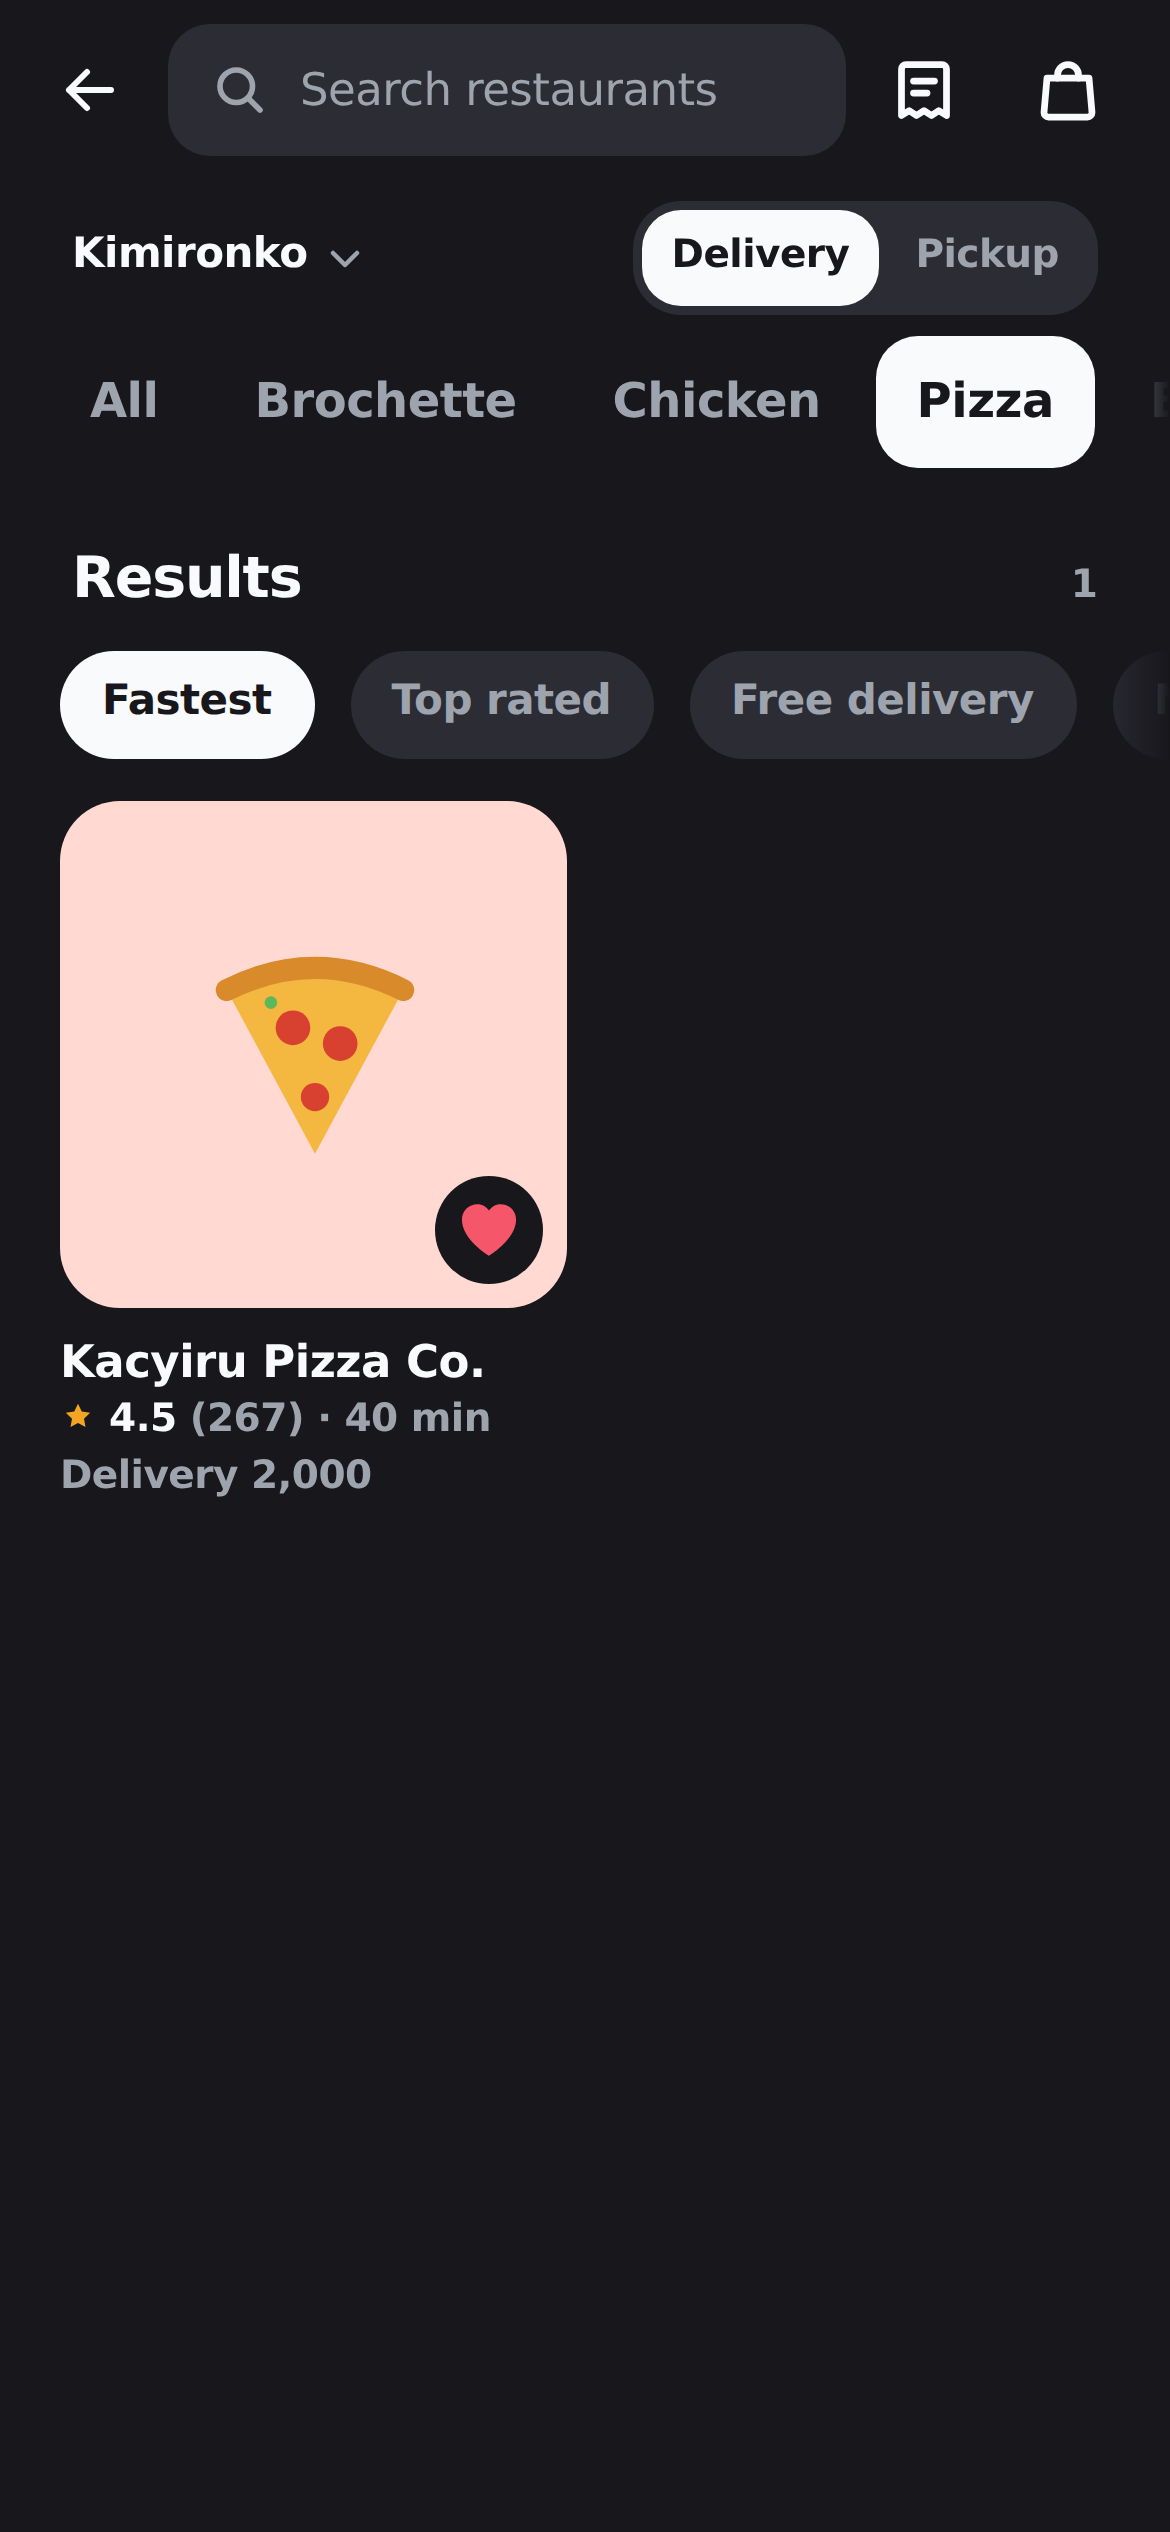 Search restaurants
Kimironko
Delivery Pickup
All Brochette Chicken Pizza
Results 1
Fastest Top rated Free delivery
Kacyiru Pizza Co.
4.5 (267) · 40 min
Delivery 2,000